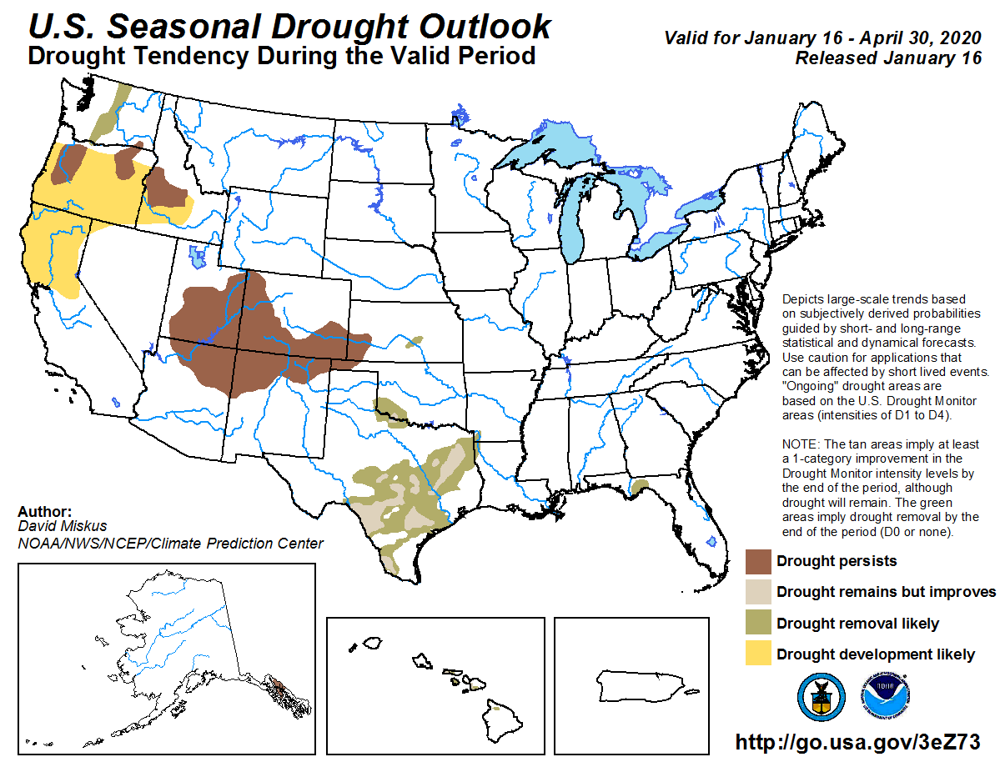 U.S. Seasonal Drought Outlook
Drought Tendency During the Valid Period
Valid for January 16 - April 30, 2020
Released January 16
Depicts large-scale trends based
on subjectively derived probabilities
guided by short- and long-range
statistical and dynamical forecasts.
Use caution for applications that
can be affected by short lived events.
"Ongoing" drought areas are
based on the U.S. Drought Monitor
areas (intensities of D1 to D4).
NOTE: The tan areas imply at least
a 1-category improvement in the
Drought Monitor intensity levels by
the end of the period, although
drought will remain. The green
areas imply drought removal by the
end of the period (D0 or none).
Author:
David Miskus
NOAA/NWS/NCEP/Climate Prediction Center
Drought persists
Drought remains but improves
Drought removal likely
Drought development likely
NOAA
http://go.usa.gov/3eZ73